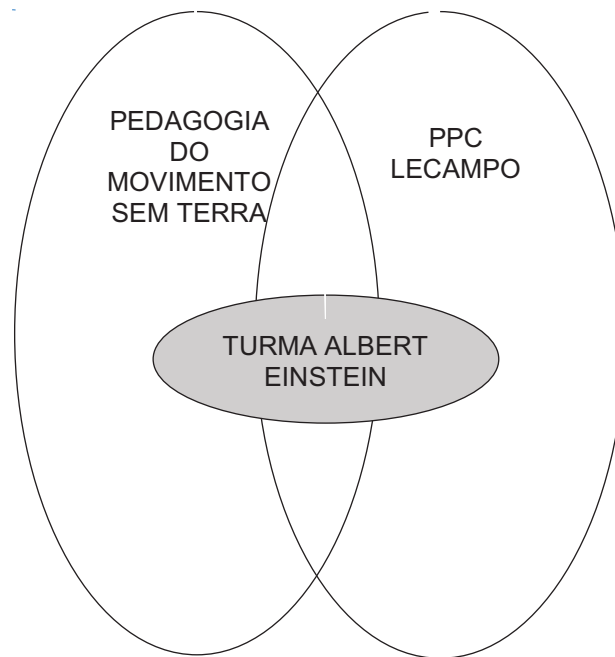 PEDAGOGIA
DO
MOVIMENTO
SEM TERRA
PPC
LECAMPO
TURMA ALBERT
EINSTEIN